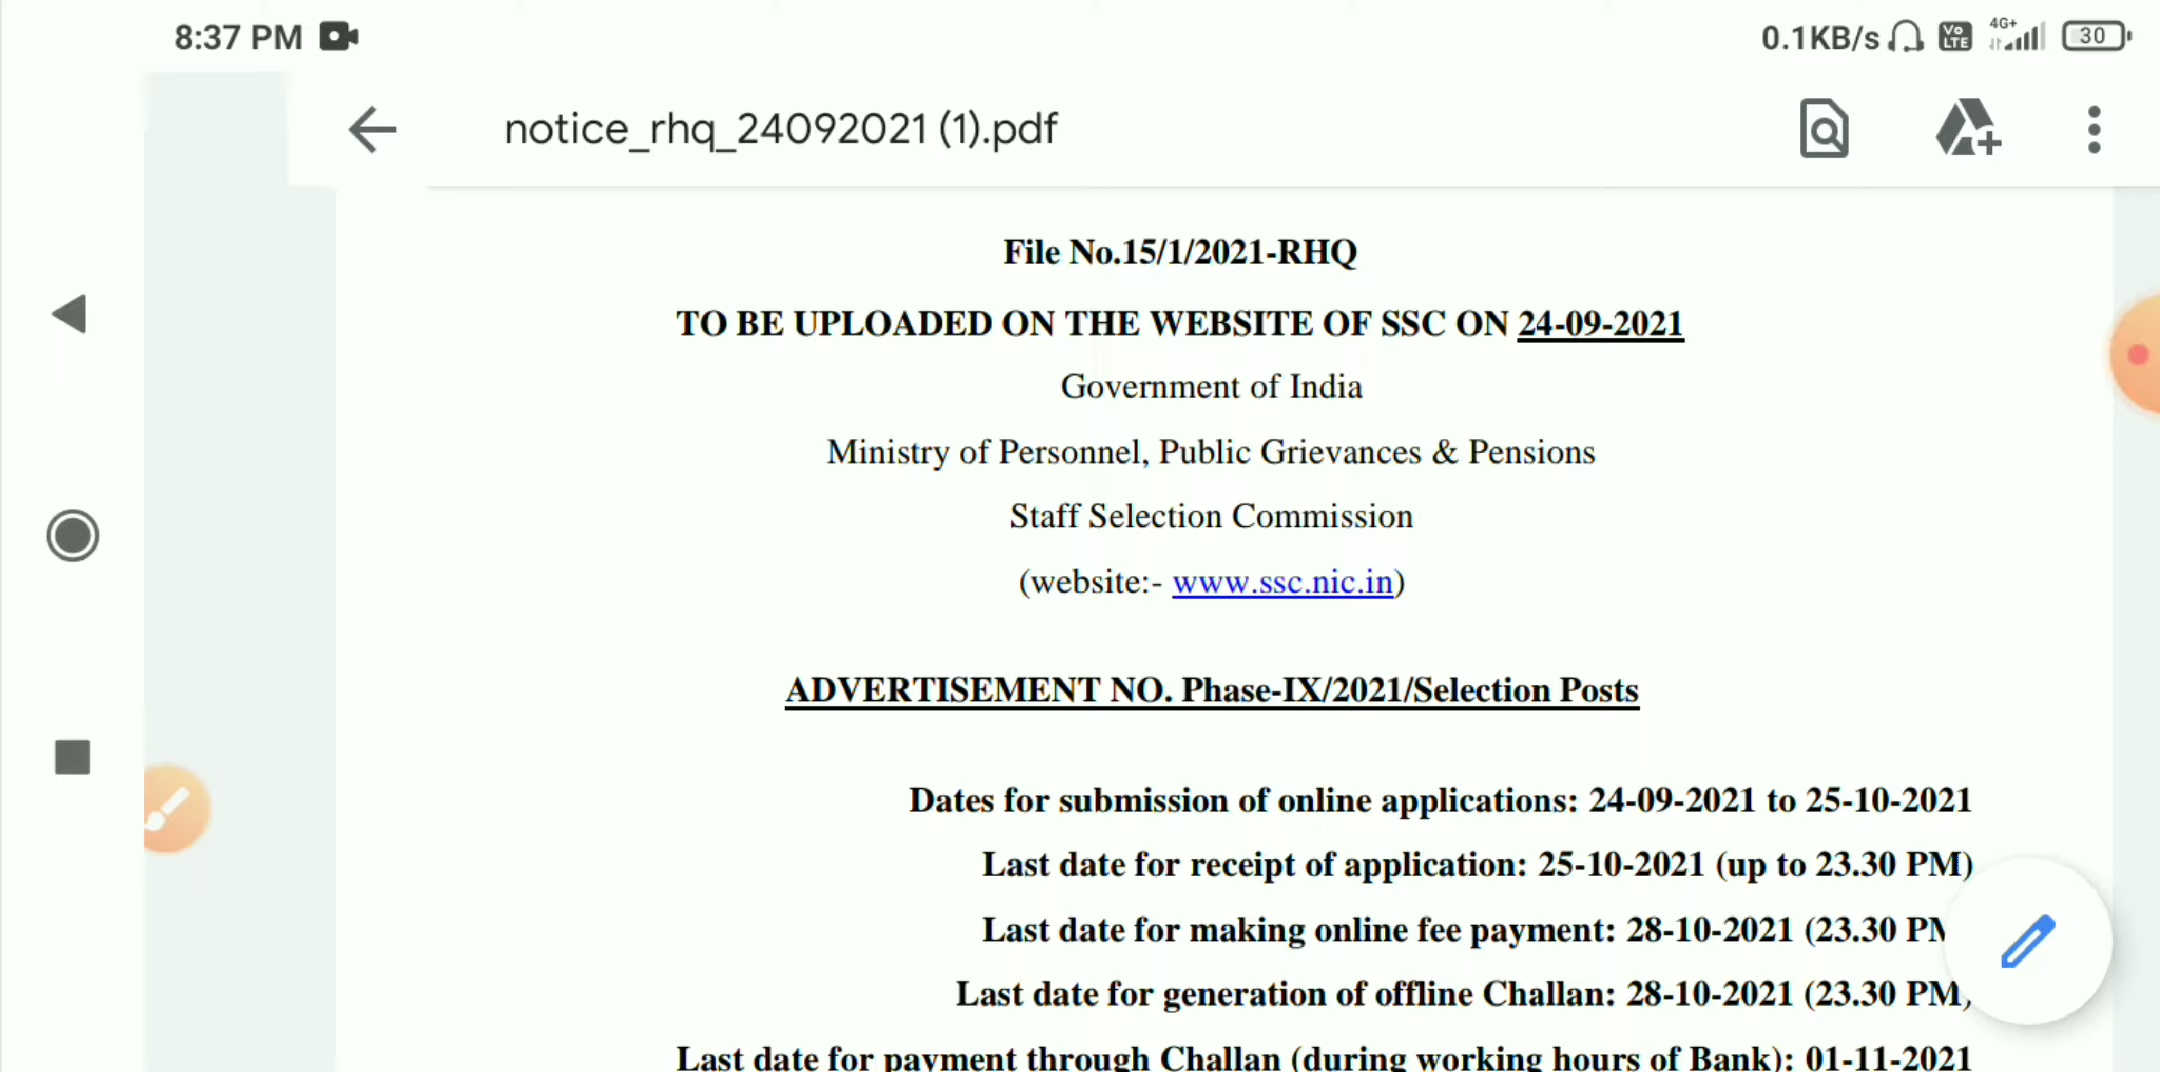 8:37 PM 0.1KB/s Vo LTE 4G+ 30
notice_rhq_24092021 (1).pdf
File No.15/1/2021-RHQ
TO BE UPLOADED ON THE WEBSITE OF SSC ON 24-09-2021
Government of India
Ministry of Personnel, Public Grievances & Pensions
Staff Selection Commission
(website:- www.ssc.nic.in)
ADVERTISEMENT NO. Phase-IX/2021/Selection Posts
Dates for submission of online applications: 24-09-2021 to 25-10-2021
Last date for receipt of application: 25-10-2021 (up to 23.30 PM)
Last date for making online fee payment: 28-10-2021 (23.30 PM
Last date for generation of offline Challan: 28-10-2021 (23.30 PM)
Last date for payment through Challan (during working hours of Bank): 01-11-2021